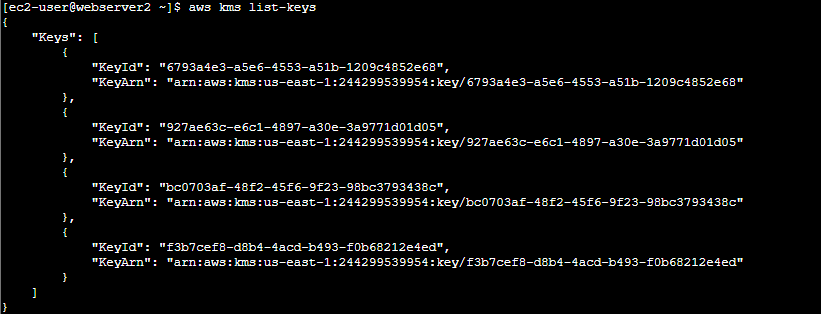 [ec2-user@webserver2 ~]$ aws kms list-keys
{
    "Keys": [
        {
            "KeyId": "6793a4e3-a5e6-4553-a51b-1209c4852e68",
            "KeyArn": "arn:aws:kms:us-east-1:244299539954:key/6793a4e3-a5e6-4553-a51b-1209c4852e68"
        },
        {
            "KeyId": "927ae63c-e6c1-4897-a30e-3a9771d01d05",
            "KeyArn": "arn:aws:kms:us-east-1:244299539954:key/927ae63c-e6c1-4897-a30e-3a9771d01d05"
        },
        {
            "KeyId": "bc0703af-48f2-45f6-9f23-98bc3793438c",
            "KeyArn": "arn:aws:kms:us-east-1:244299539954:key/bc0703af-48f2-45f6-9f23-98bc3793438c"
        },
        {
            "KeyId": "f3b7cef8-d8b4-4acd-b493-f0b68212e4ed",
            "KeyArn": "arn:aws:kms:us-east-1:244299539954:key/f3b7cef8-d8b4-4acd-b493-f0b68212e4ed"
        }
    ]
}